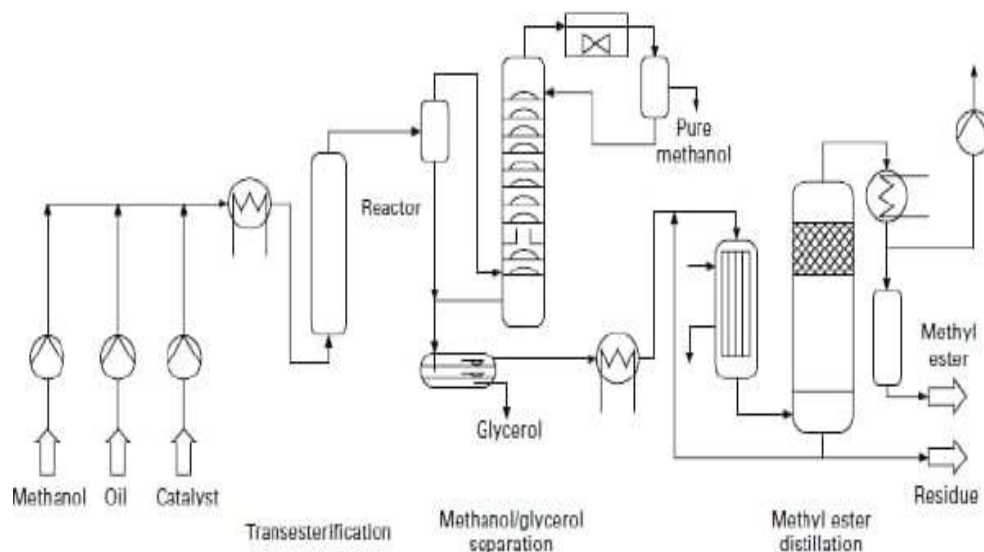 Pure
methanol
Reactor
Methyl
ester
Glycerol
Methanol Oil Catalyst
Residue
Transesterification
Methanol/glycerol
separation
Methyl ester
distillation